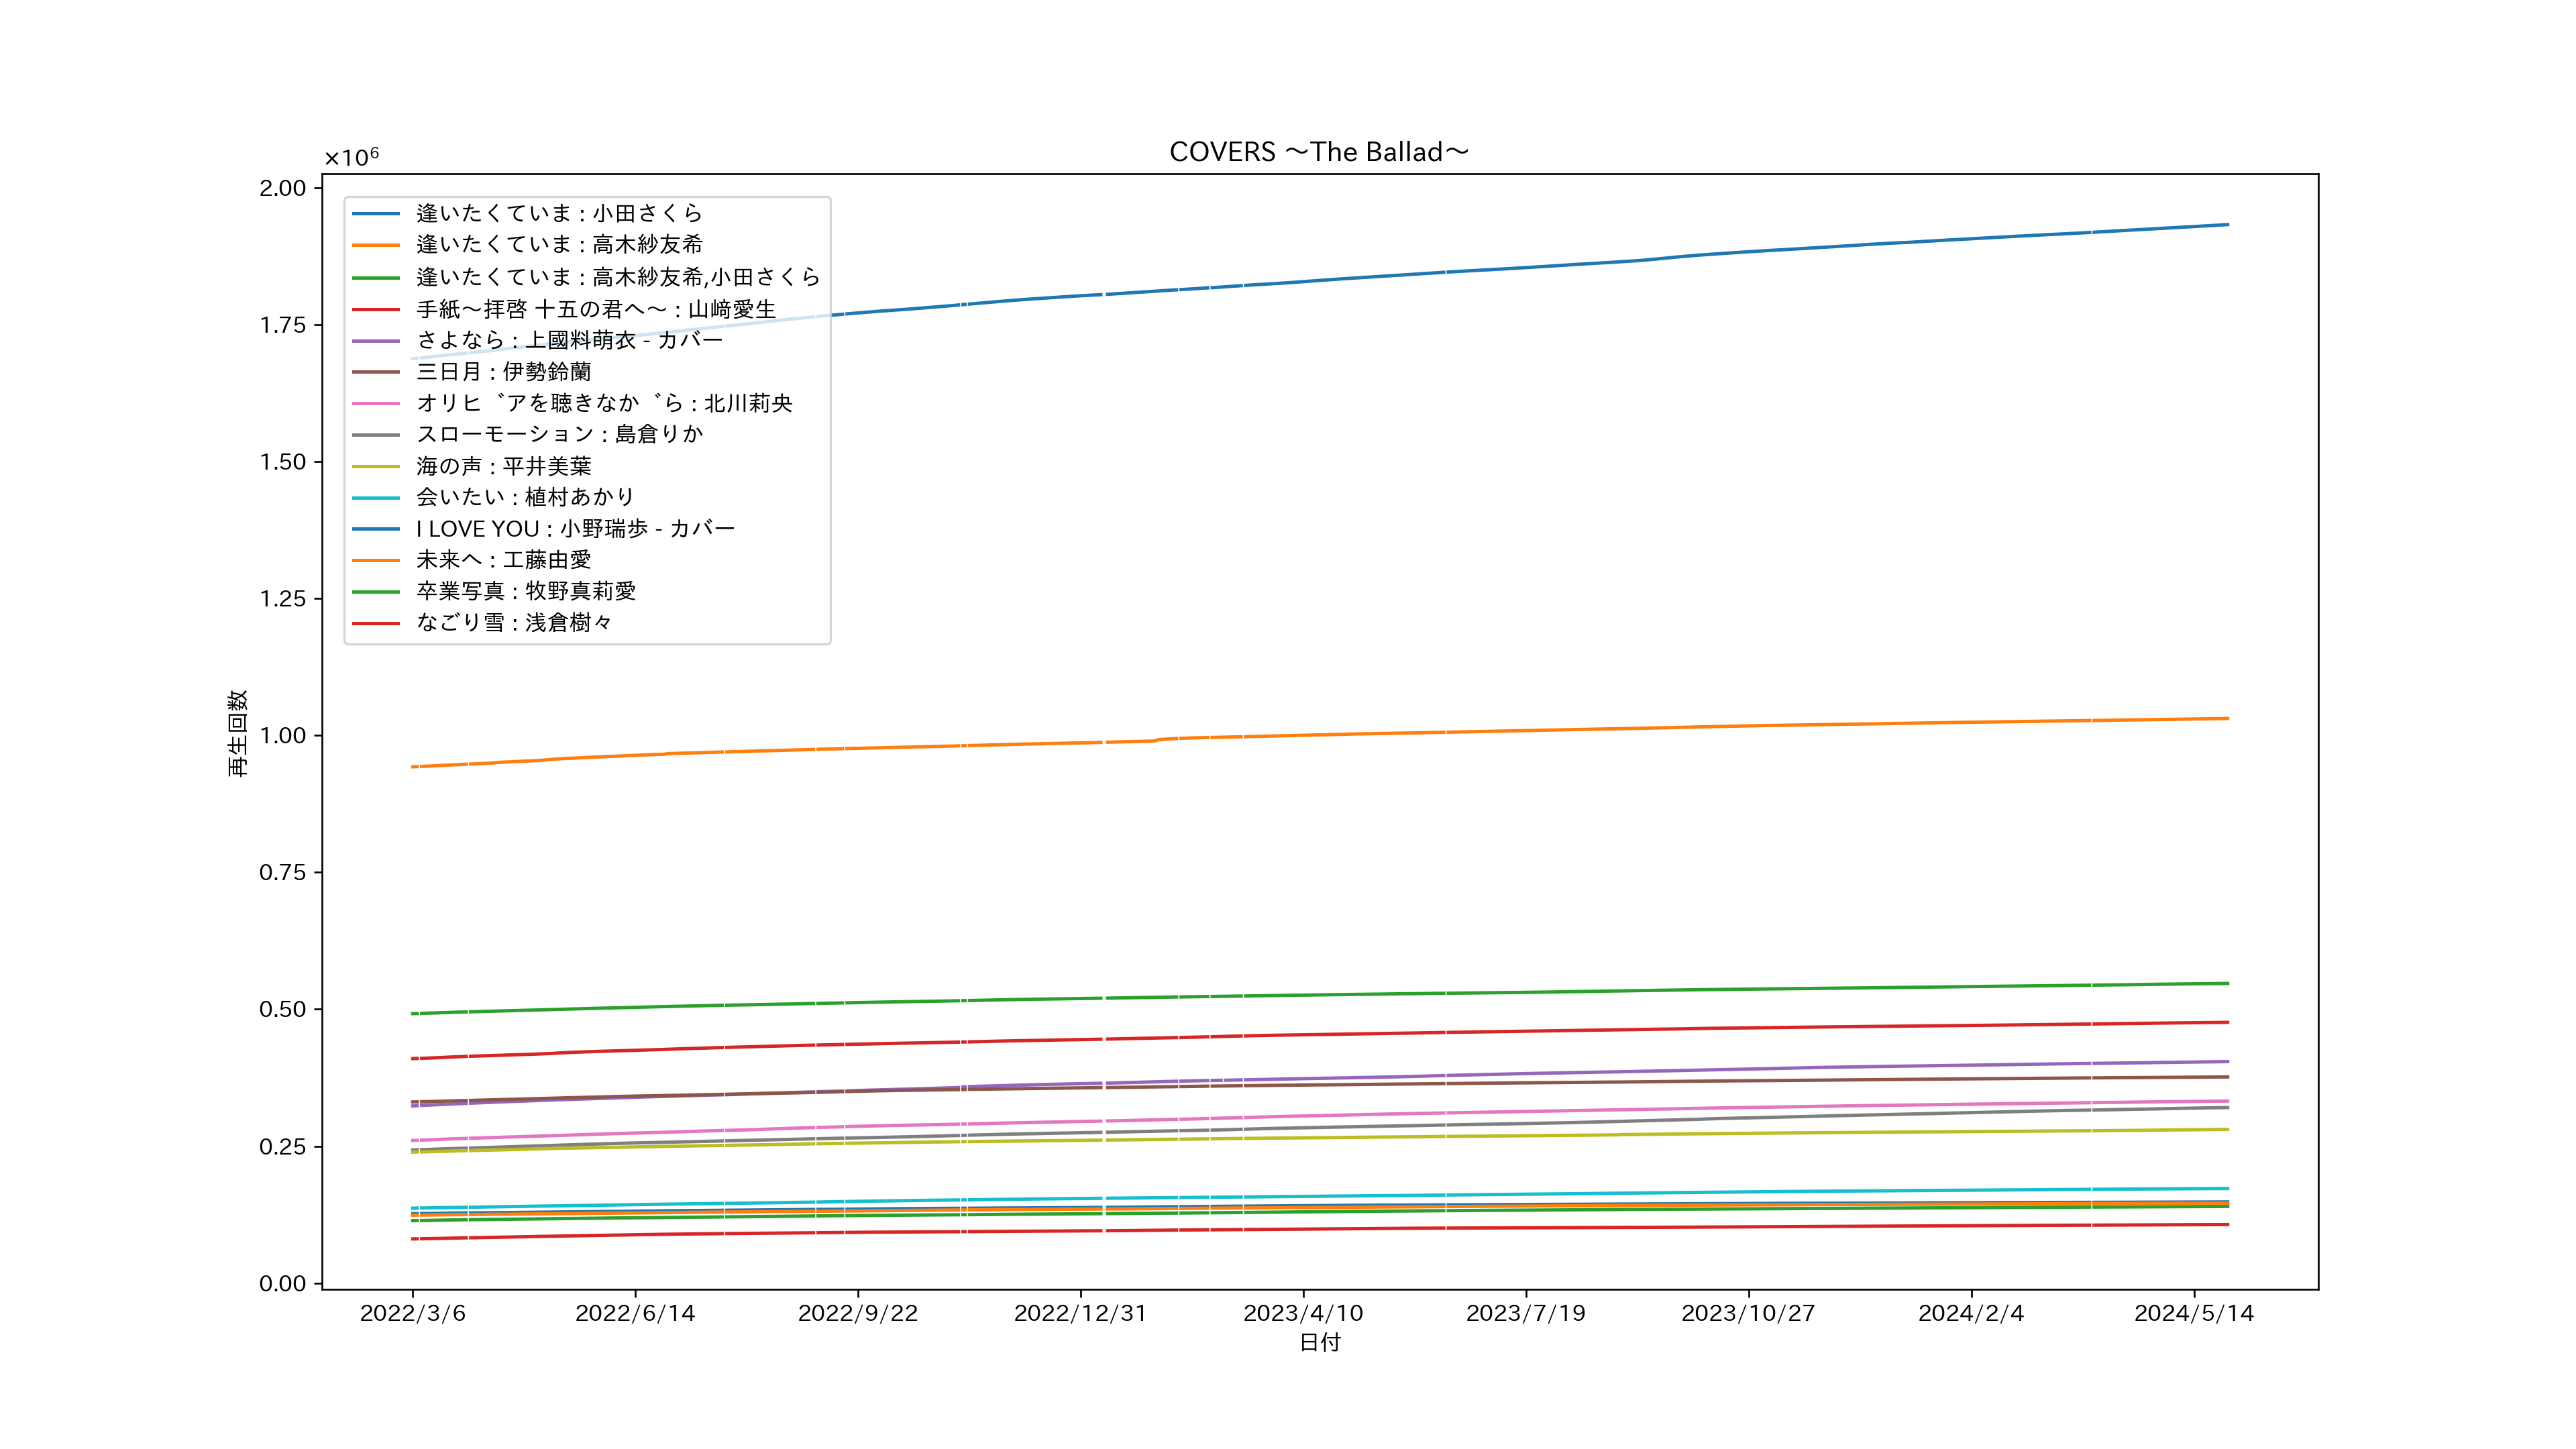 COVERS ～The Ballad～
×10⁶
2.00
1.75
1.50
1.25
1.00
0.75
0.50
0.25
0.00
再生回数
逢いたくていま : 小田さくら
逢いたくていま : 高木紗友希
逢いたくていま : 高木紗友希,小田さくら
手紙～拝啓 十五の君へ～ : 山﨑愛生
さよなら : 上國料萌衣 - カバー
三日月 : 伊勢鈴蘭
オリヒ゛アを聴きなか゛ら : 北川莉央
スローモーション : 島倉りか
海の声 : 平井美葉
会いたい : 植村あかり
I LOVE YOU : 小野瑞歩 - カバー
未来へ : 工藤由愛
卒業写真 : 牧野真莉愛
なごり雪 : 浅倉樹々
2022/3/6
2022/6/14
2022/9/22
2022/12/31
2023/4/10
2023/7/19
2023/10/27
2024/2/4
2024/5/14
日付